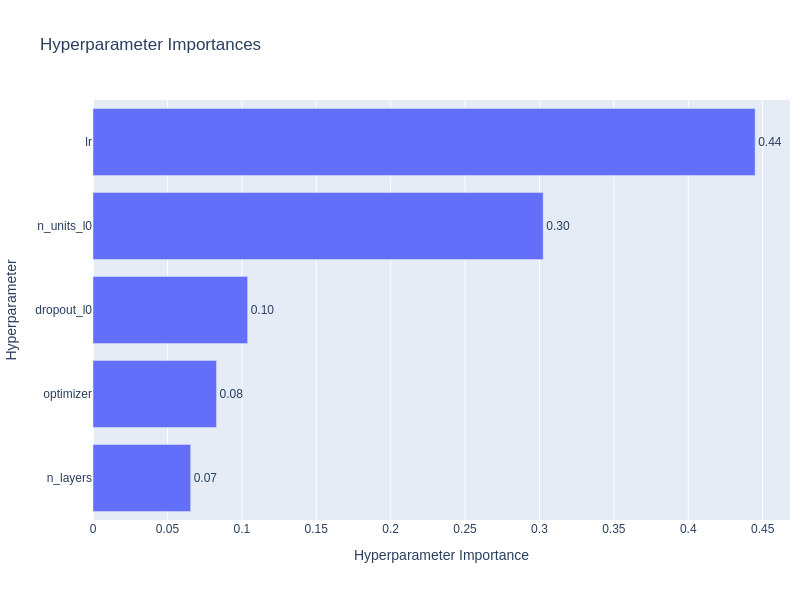 Hyperparameter Importances
lr
0.44
n_units_l0
0.30
dropout_l0
0.10
optimizer
0.08
n_layers
0.07
Hyperparameter
0
0.05
0.1
0.15
0.2
0.25
0.3
0.35
0.4
0.45
Hyperparameter Importance